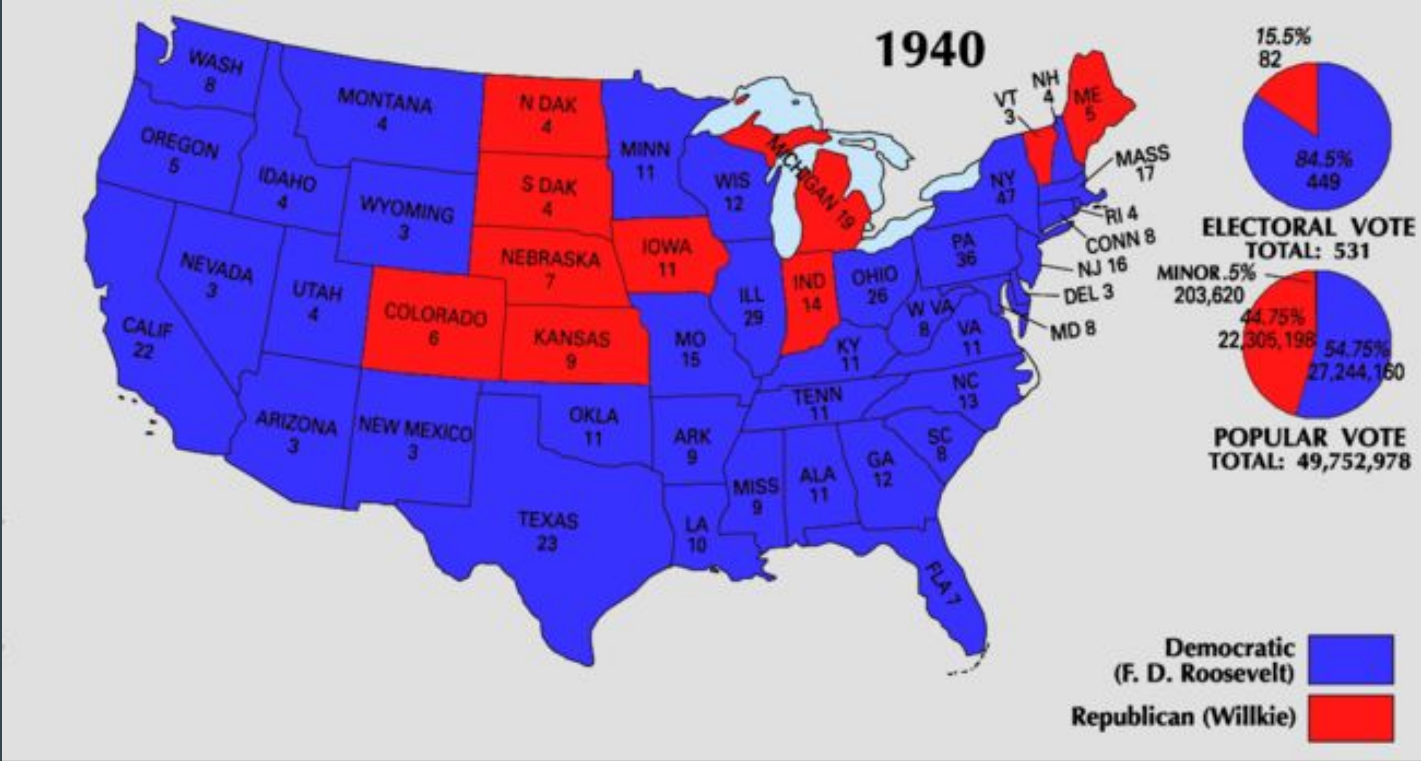 1940
WASH
8
OREGON
5
CALIF
22
NEVADA
3
IDAHO
4
MONTANA
4
WYOMING
3
UTAH
4
ARIZONA
3
COLORADO
6
NEW MEXICO
3
N DAK
4
S DAK
4
NEBRASKA
7
KANSAS
9
OKLA
11
TEXAS
23
MINN
11
IOWA
11
MO
15
ARK
9
LA
10
WIS
12
ILL
29
MICHIGAN 19
IND
14
OHIO
26
KY
11
TENN
11
MISS
9
ALA
11
GA
12
FLA 7
SC
8
NC
13
VA
11
W VA
8
PA
36
NY
47
VT
3
NH
4
ME
5
MASS
17
RI 4
CONN 8
NJ 16
DEL 3
MD 8
15.5%
82
84.5%
449
ELECTORAL VOTE
TOTAL: 531
MINOR .5%
203,620
44.75%
22,305,198
54.75%
27,244,160
POPULAR VOTE
TOTAL: 49,752,978
Democratic
(F. D. Roosevelt)
Republican (Willkie)